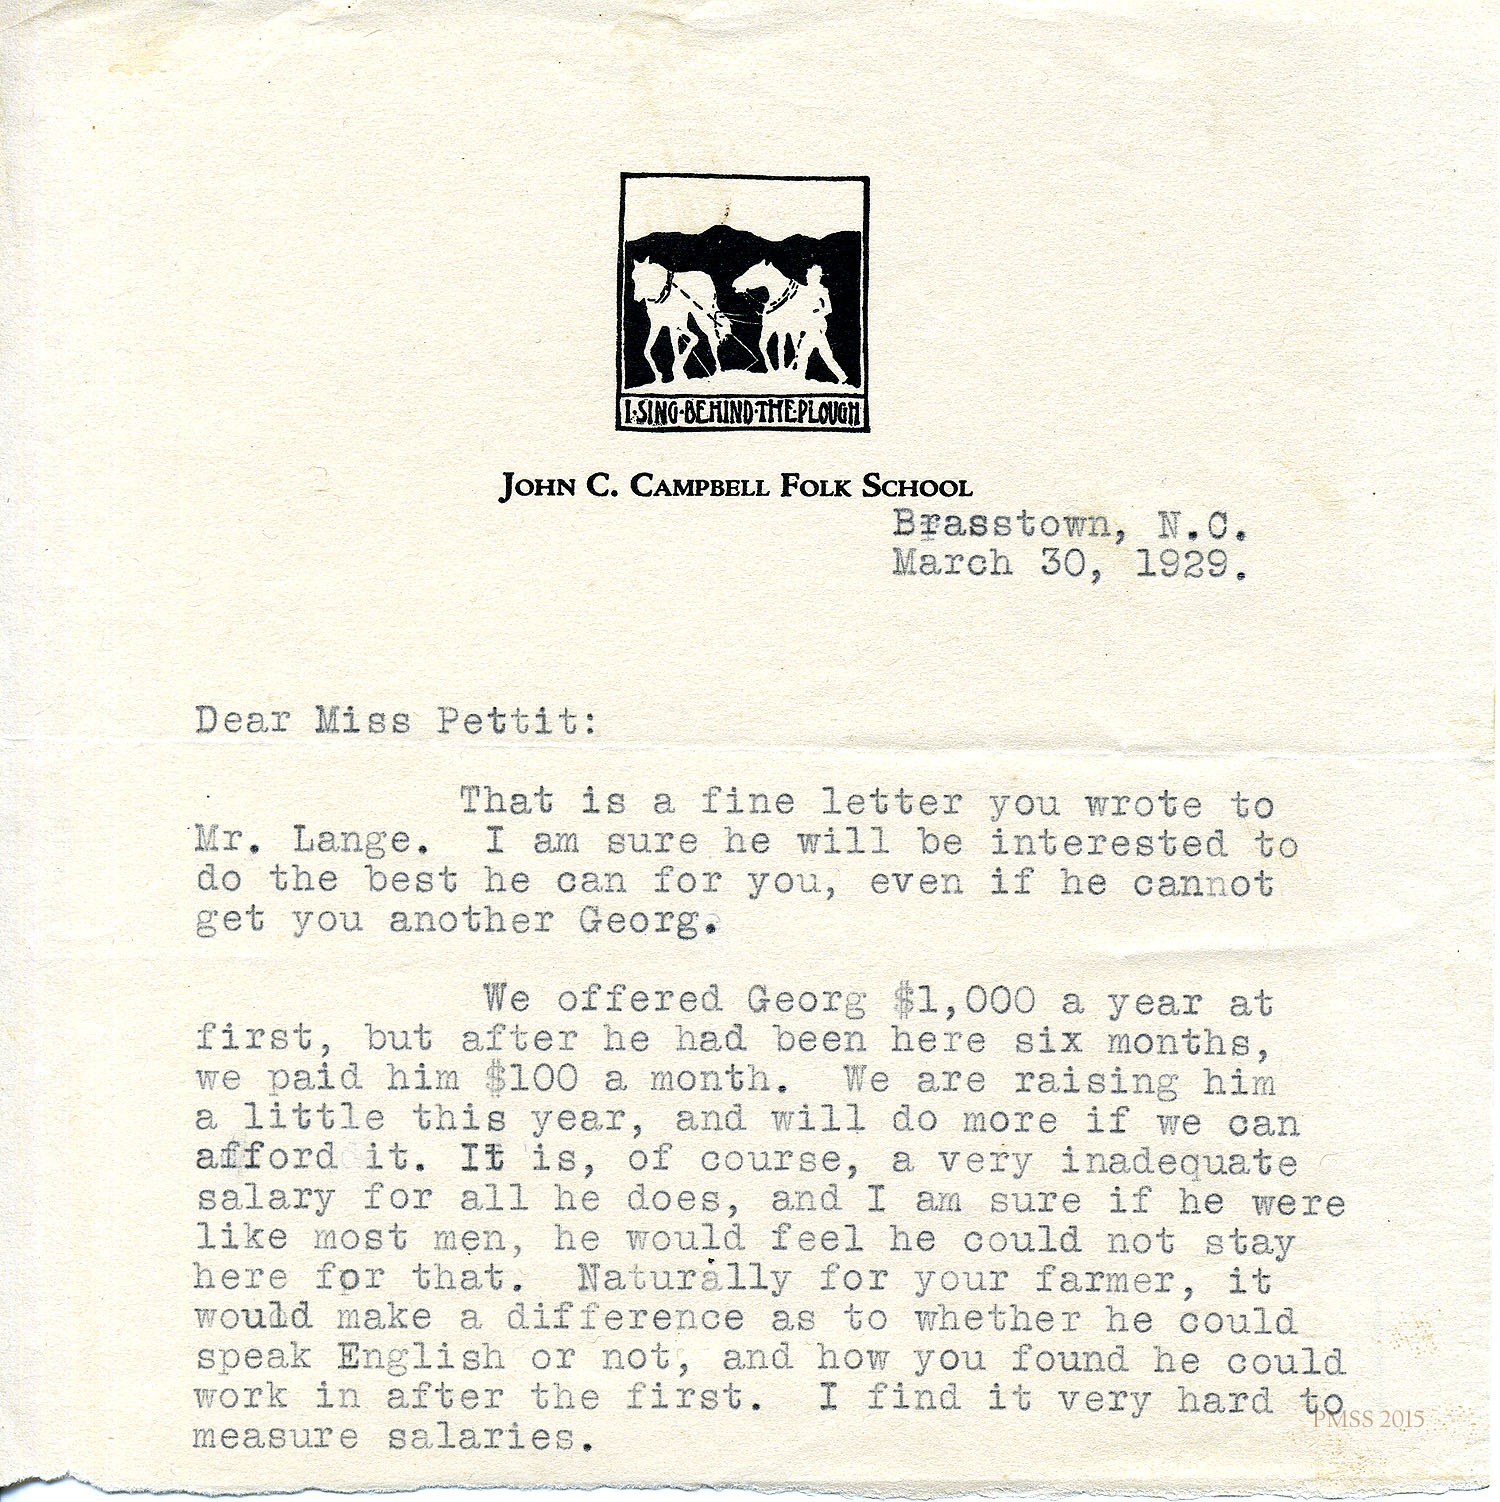 I·SING·BEHIND·THE·PLOUGH
JOHN C. CAMPBELL FOLK SCHOOL
Brasstown, N.C.
March 30, 1929.
Dear Miss Pettit:
That is a fine letter you wrote to
Mr. Lange.  I am sure he will be interested to
do the best he can for you, even if he cannot
get you another Georg.
We offered Georg $1,000 a year at
first, but after he had been here six months,
we paid him $100 a month.  We are raising him
a little this year, and will do more if we can
afford it. It is, of course, a very inadequate
salary for all he does, and I am sure if he were
like most men, he would feel he could not stay
here for that.  Naturally for your farmer, it
would make a difference as to whether he could
speak English or not, and how you found he could
work in after the first.  I find it very hard to
measure salaries.
PMSS 2015